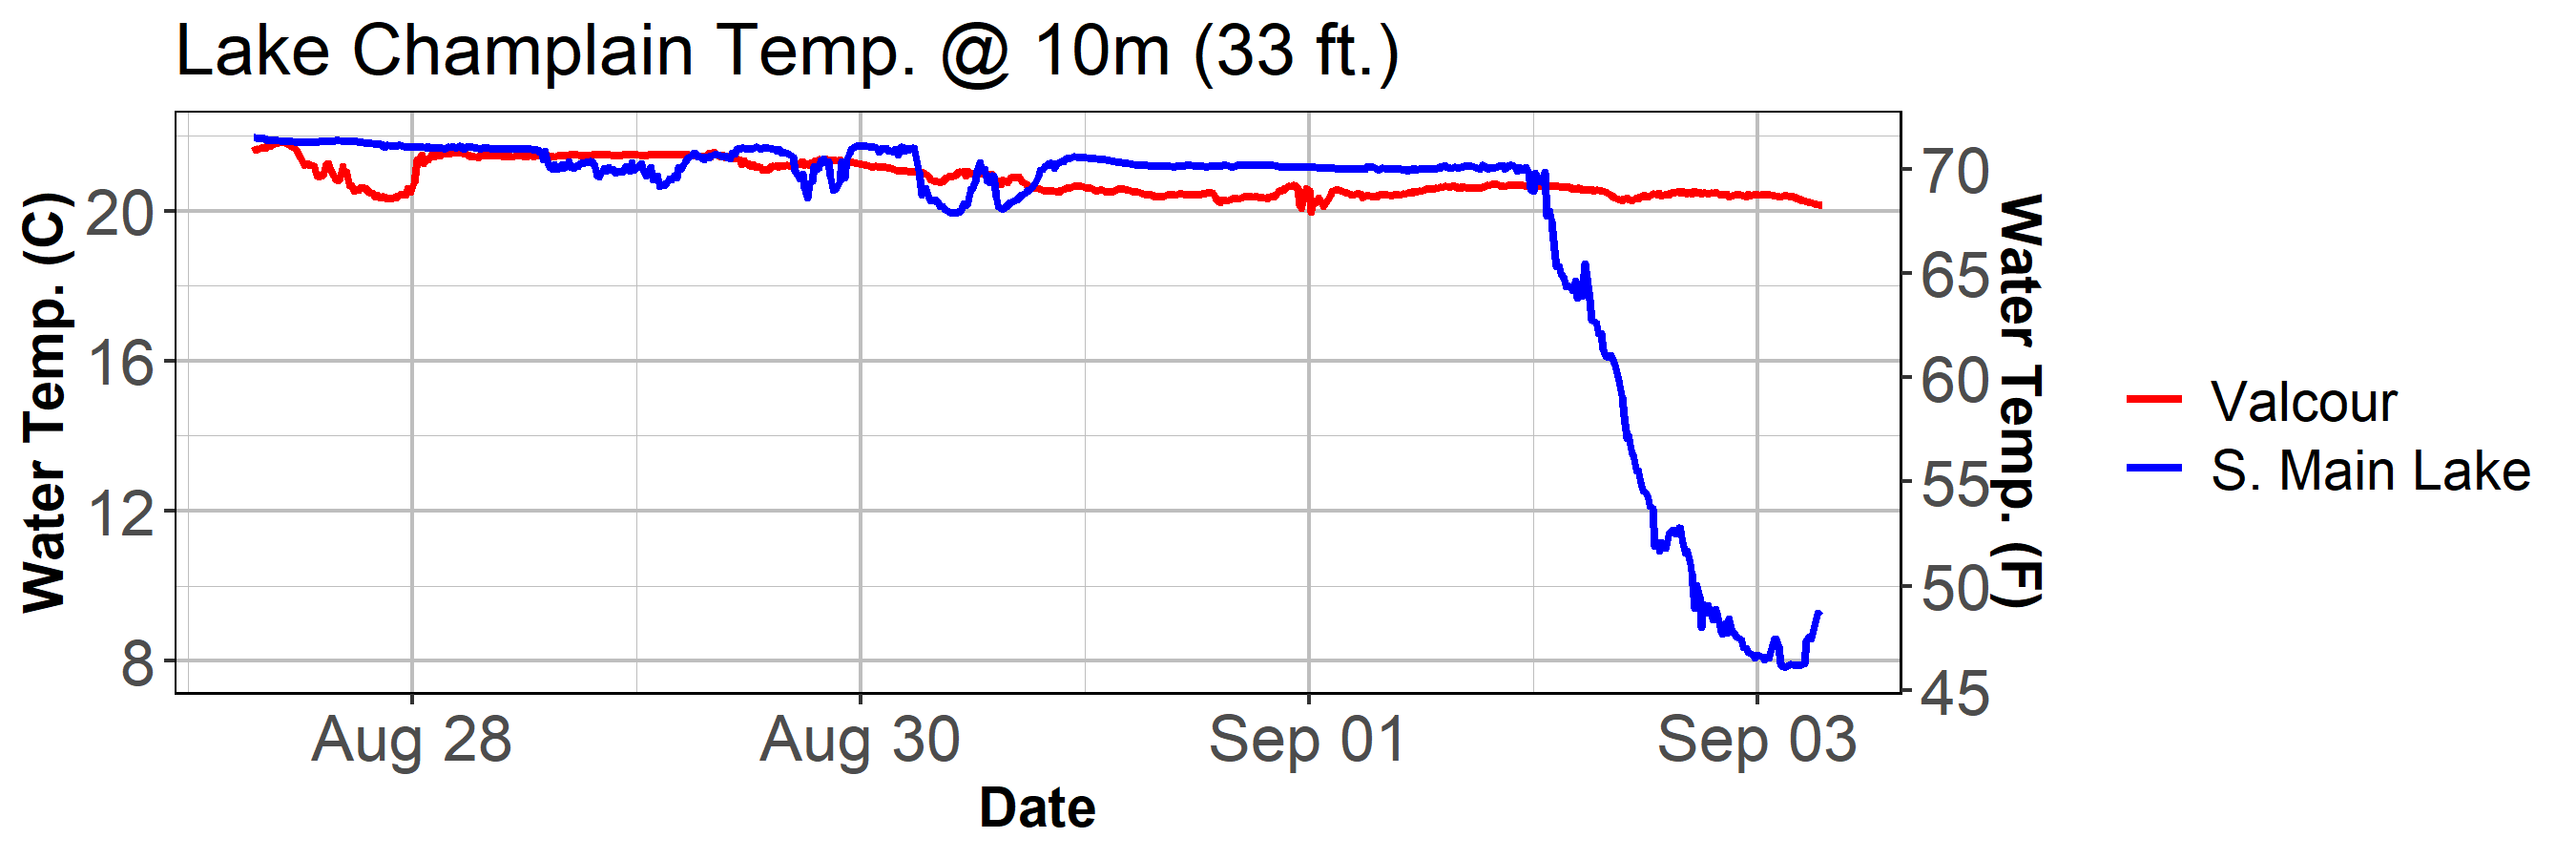 Lake Champlain Temp. @ 10m (33 ft.)
Water Temp. (C)
20
16
12
8
70
65
60
55
50
45
Water Temp. (F)
Aug 28
Aug 30
Sep 01
Sep 03
Date
Valcour
S. Main Lake